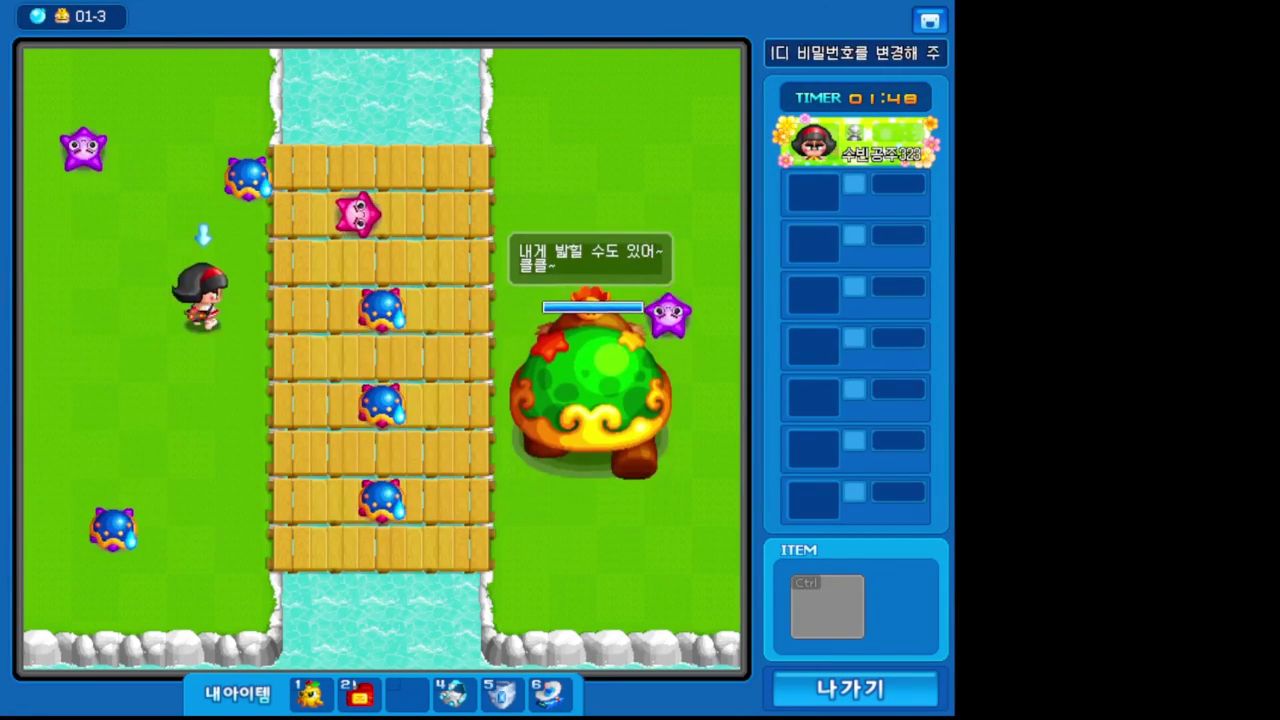 01-3
I디 비밀번호를 변경해 주
TIMER 01:48
수빈공주323
내게 밟힐 수도 있어~
클클~
ITEM
Ctrl
내아이템
1
2
4
5
6
나가기